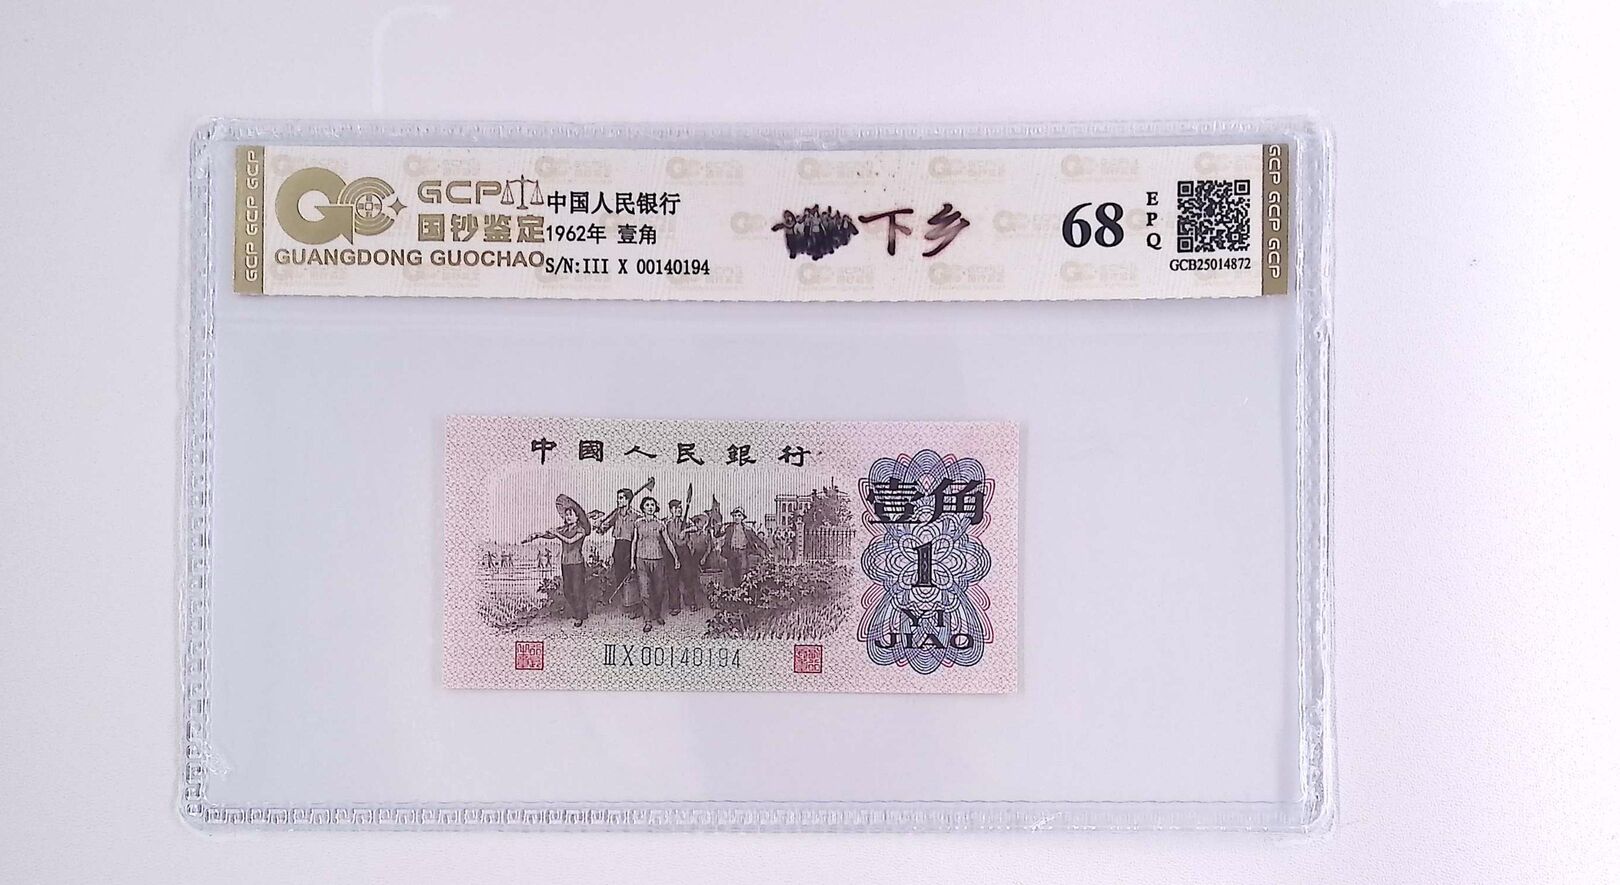 GCP
国钞鉴定
GUANGDONG GUOCHAO
中国人民银行
1962年 壹角
S/N:III X 00140194
下乡
68
EPQ
GCB25014872
GCP GCP GCP
GCP GCP GCP
中國人民銀行
壹角
1
YI
JIAO
ⅢX00140194